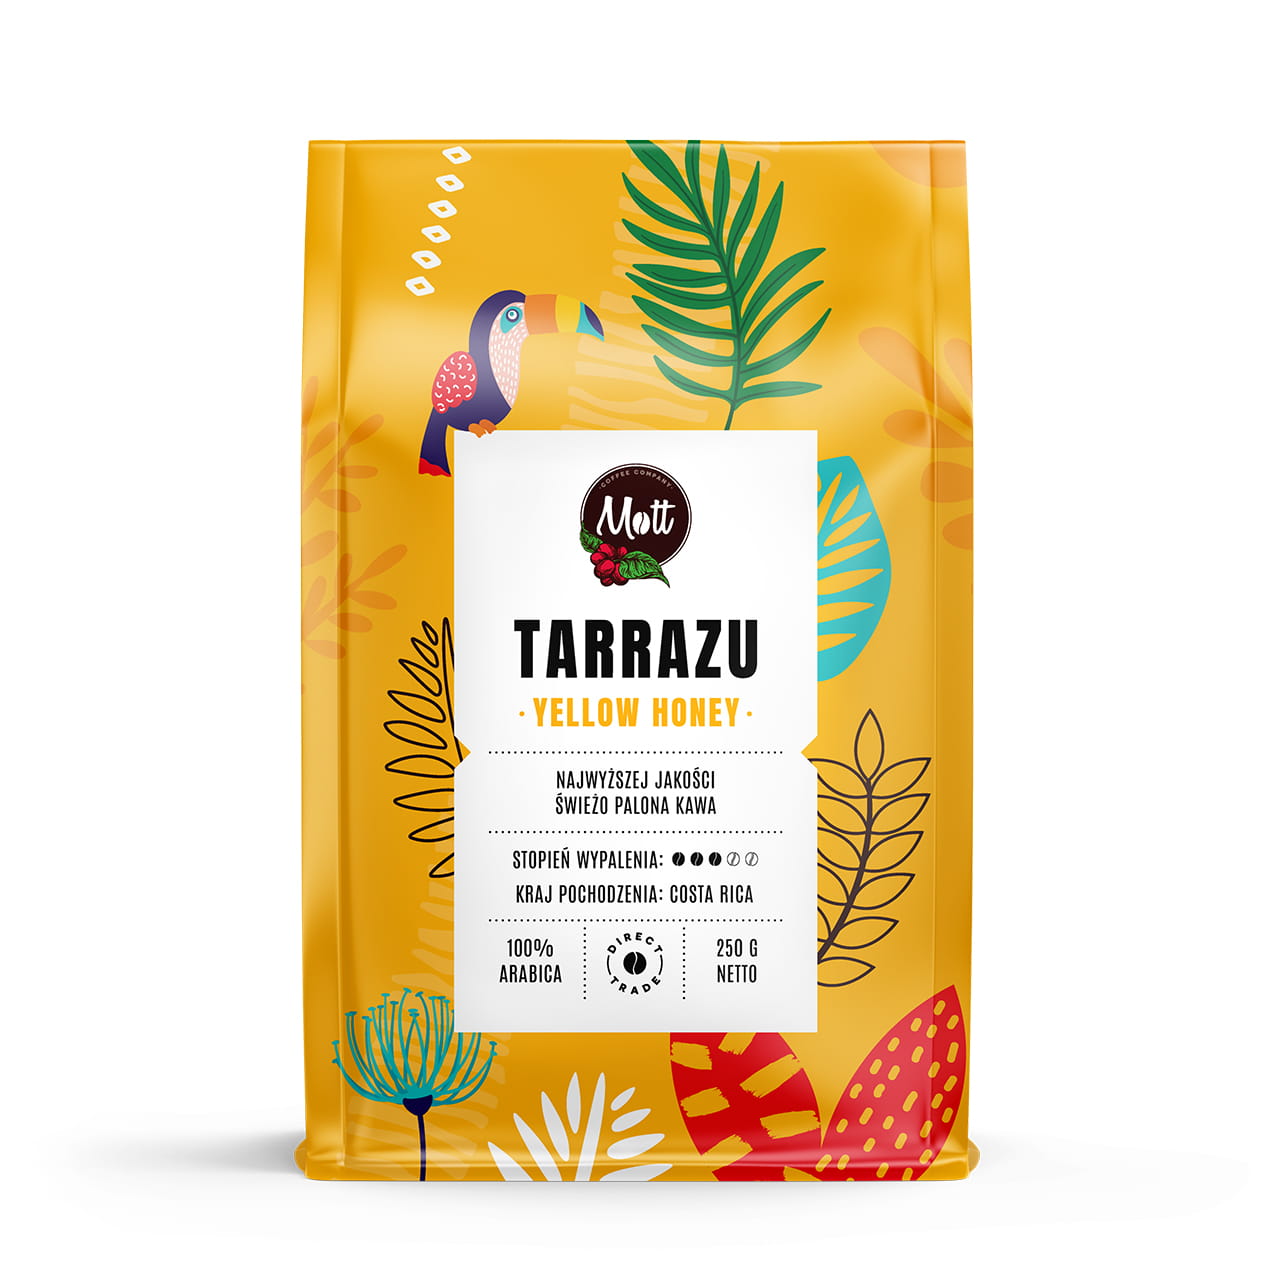 ·COFFEE COMPANY·
Mott
TARRAZU
· YELLOW HONEY ·
NAJWYŻSZEJ JAKOŚCI
ŚWIEŻO PALONA KAWA
STOPIEŃ WYPALENIA:
KRAJ POCHODZENIA: COSTA RICA
100%
ARABICA
DIRECT
TRADE
250 G
NETTO